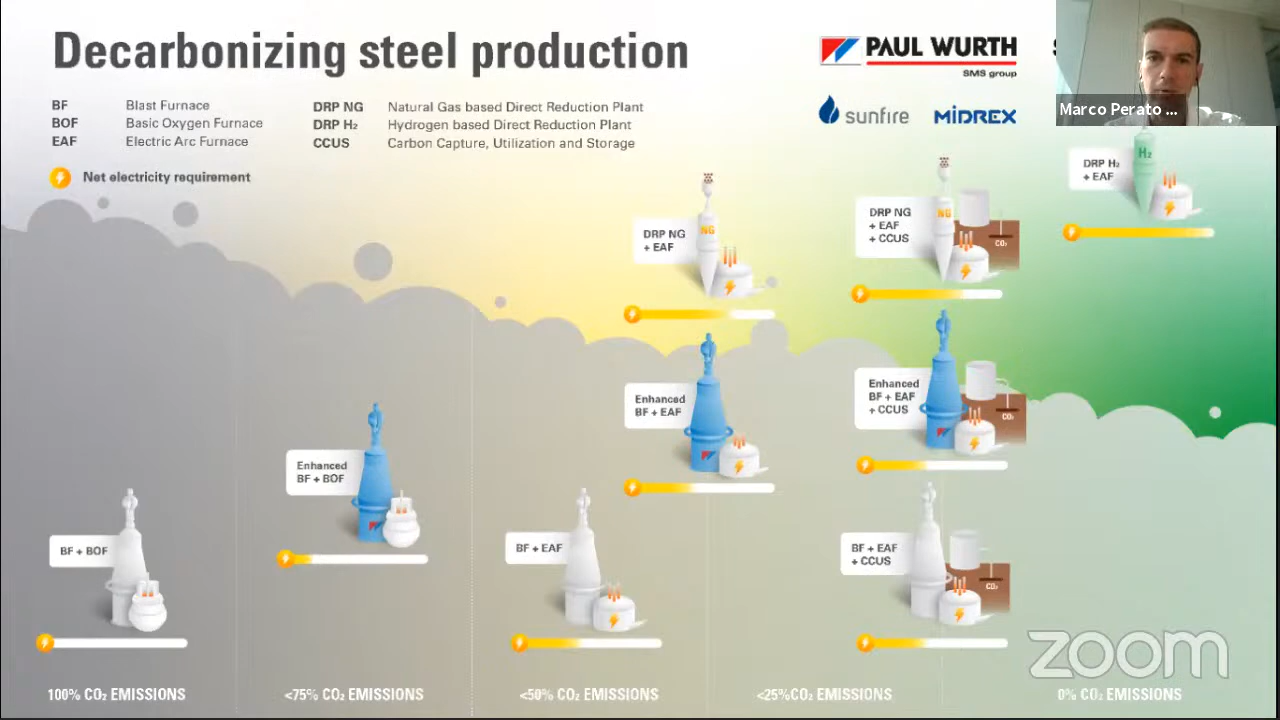 Decarbonizing steel production
PAUL WURTH
SMS group
sunfire
MIDREX
Marco Perato ...
BF Blast Furnace
BOF Basic Oxygen Furnace
EAF Electric Arc Furnace
DRP NG Natural Gas based Direct Reduction Plant
DRP H₂ Hydrogen based Direct Reduction Plant
CCUS Carbon Capture, Utilization and Storage
Net electricity requirement
H₂
DRP H₂
+ EAF
NG
DRP NG
+ EAF
NG
DRP NG
+ EAF
+ CCUS
CO₂
Enhanced
BF + EAF
Enhanced
BF + EAF
+ CCUS
CO₂
Enhanced
BF + BOF
BF + BOF
BF + EAF
BF + EAF
+ CCUS
CO₂
zoom
100% CO₂ EMISSIONS
<75% CO₂ EMISSIONS
<50% CO₂ EMISSIONS
<25%CO₂ EMISSIONS
0% CO₂ EMISSIONS